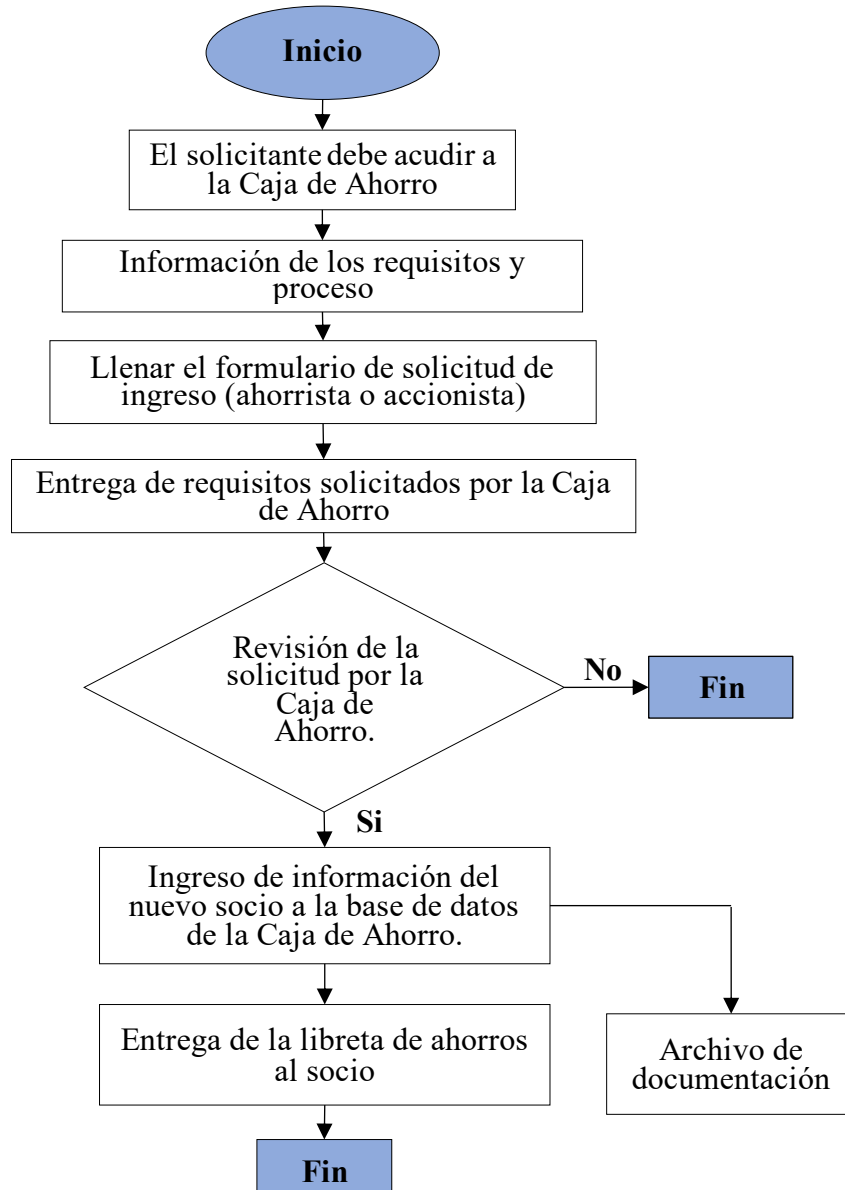 Inicio
El solicitante debe acudir a
la Caja de Ahorro
Información de los requisitos y
proceso
Llenar el formulario de solicitud de
ingreso (ahorrista o accionista)
Entrega de requisitos solicitados por la Caja
de Ahorro
Revisión de la
solicitud por la
Caja de
Ahorro.
No
Fin
Si
Ingreso de información del
nuevo socio a la base de datos
de la Caja de Ahorro.
Entrega de la libreta de ahorros
al socio
Archivo de
documentación
Fin